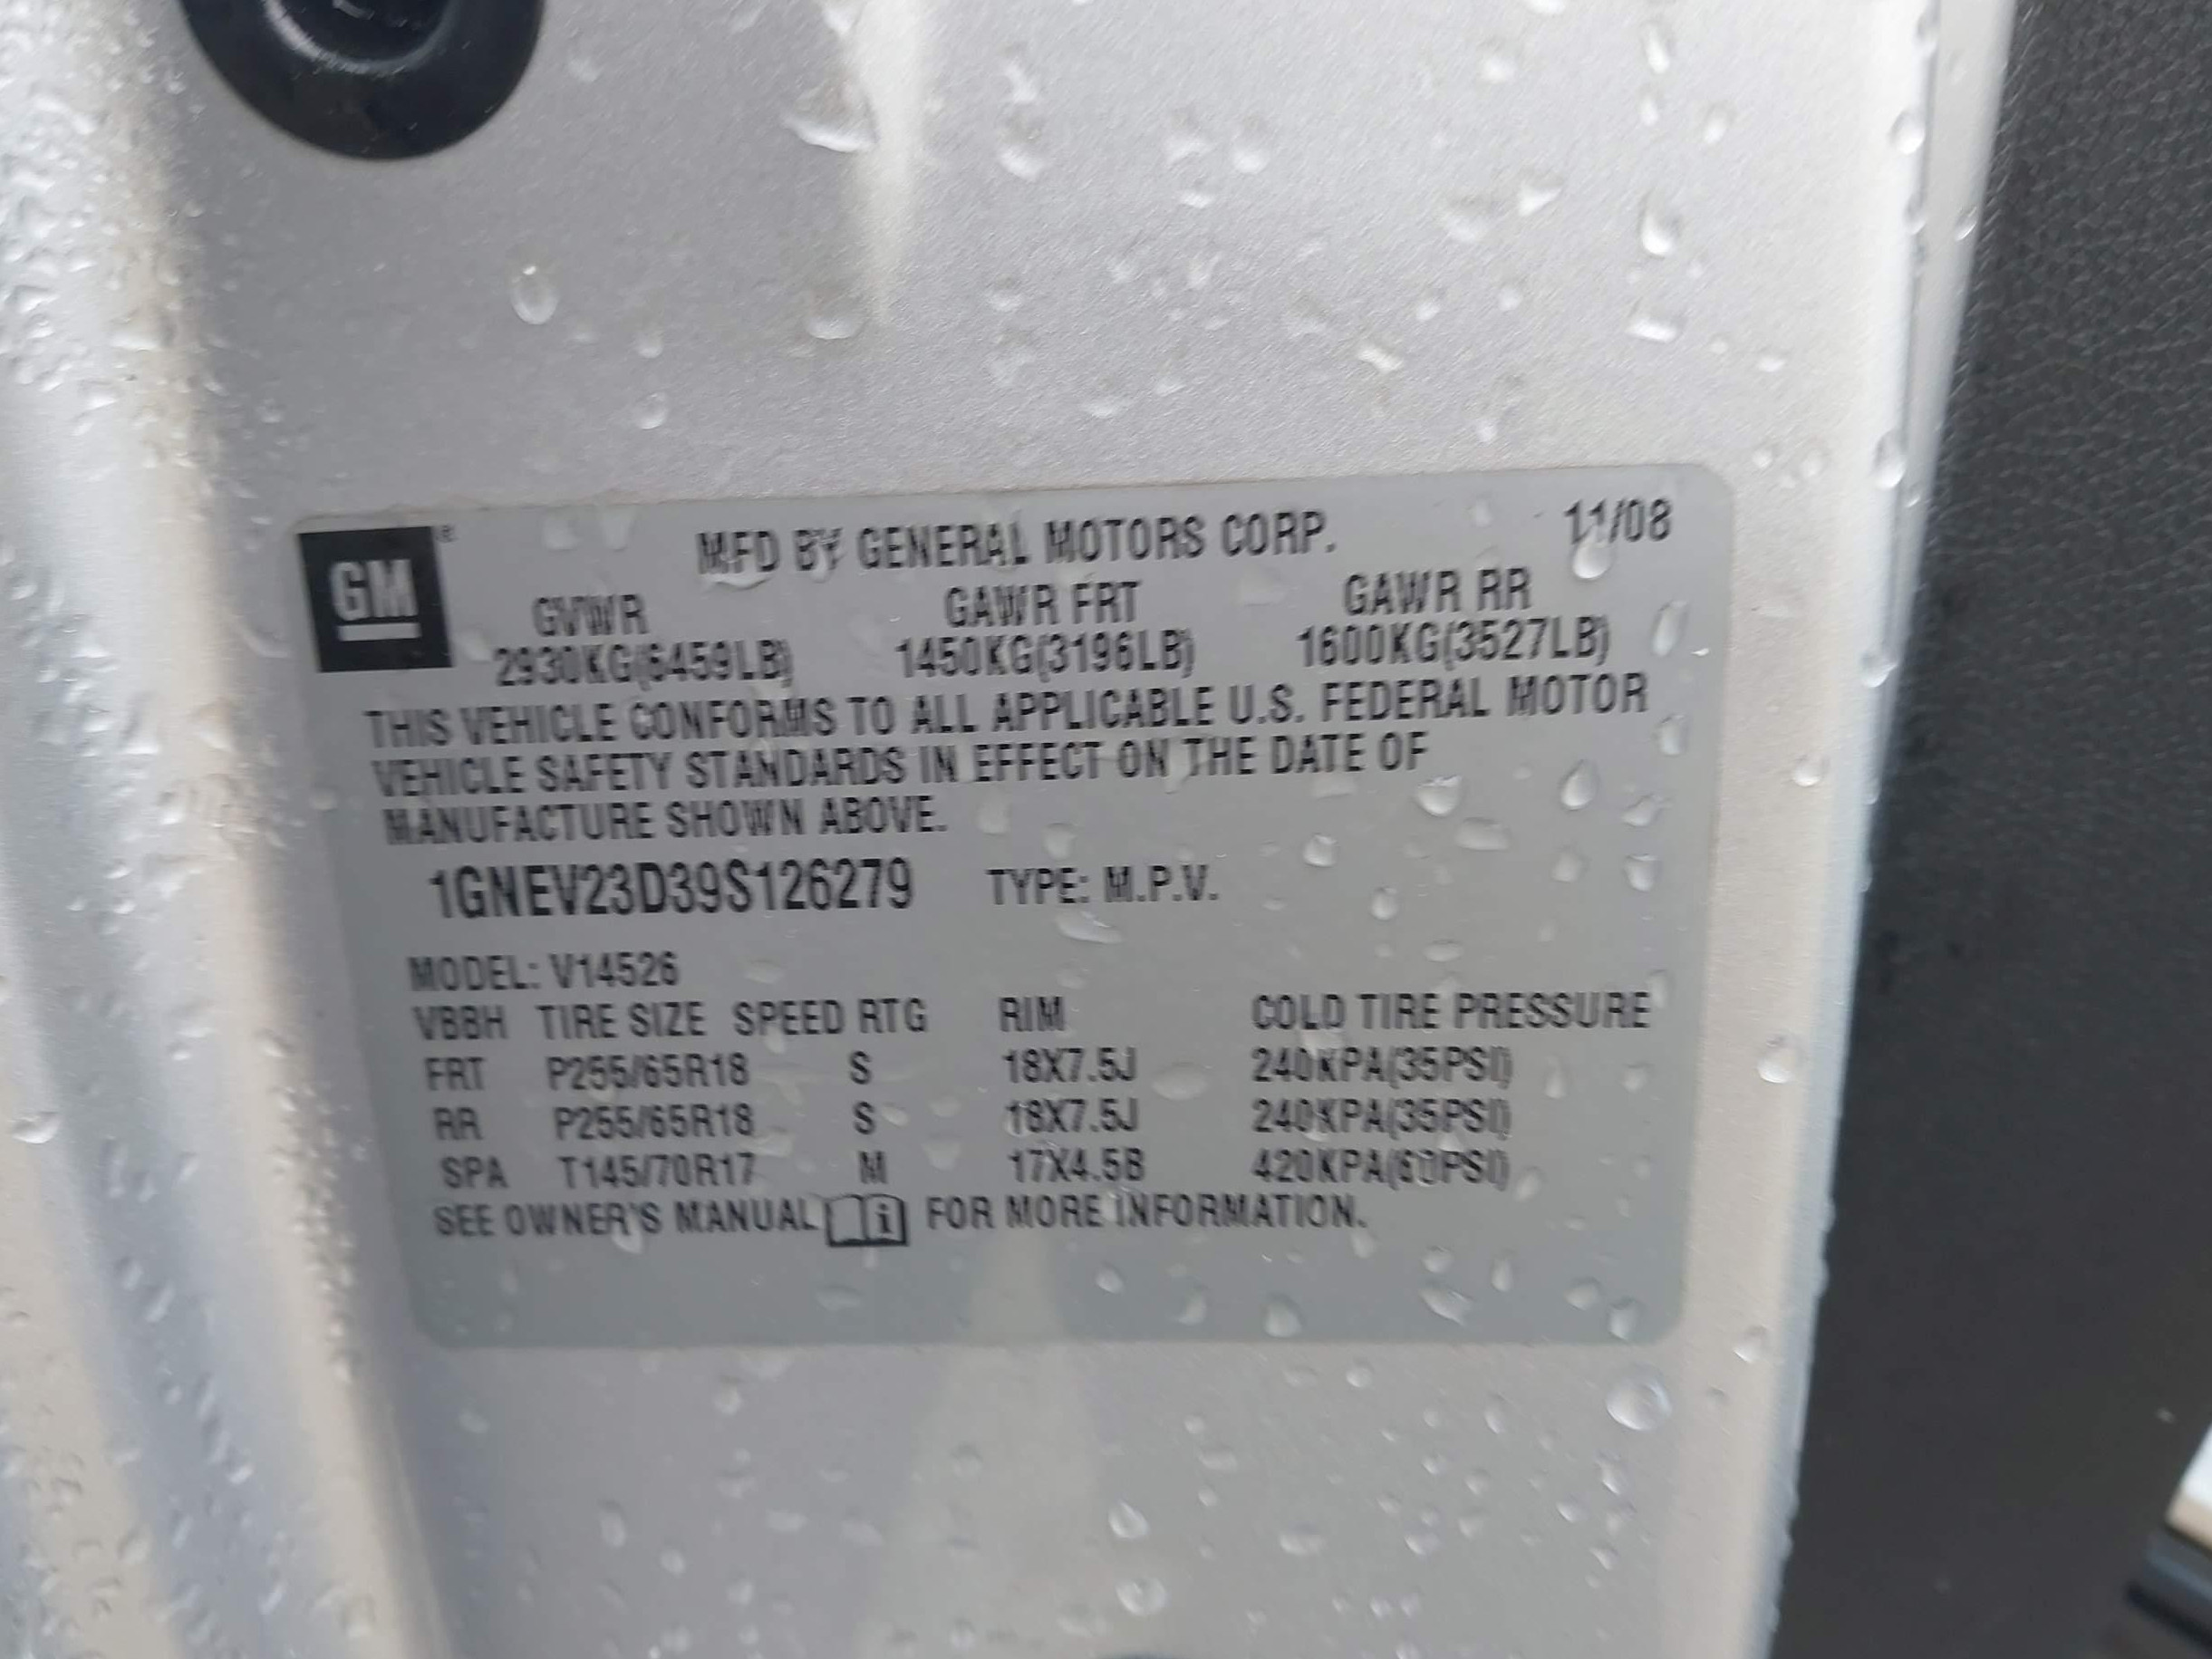 GM
MFD BY GENERAL MOTORS CORP. 11/08
GVWR GAWR FRT GAWR RR
2930KG(6459LB) 1450KG(3196LB) 1600KG(3527LB)
THIS VEHICLE CONFORMS TO ALL APPLICABLE U.S. FEDERAL MOTOR
VEHICLE SAFETY STANDARDS IN EFFECT ON THE DATE OF
MANUFACTURE SHOWN ABOVE.
1GNEV23D39S126279 TYPE: M.P.V.
MODEL: V14526
VBBH TIRE SIZE SPEED RTG RIM COLD TIRE PRESSURE
FRT P255/65R18 S 18X7.5J 240KPA(35PSI)
RR P255/65R18 S 18X7.5J 240KPA(35PSI)
SPA T145/70R17 M 17X4.5B 420KPA(60PSI)
SEE OWNER'S MANUAL i FOR MORE INFORMATION.